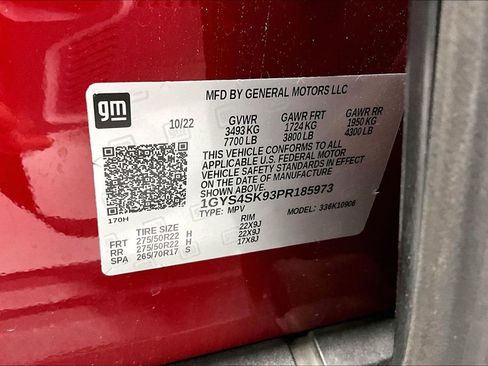 gm
MFD BY GENERAL MOTORS LLC
10/22 GVWR GAWR FRT GAWR RR
3493 KG 1724 KG 1950 KG
7700 LB 3800 LB 4300 LB
THIS VEHICLE CONFORMS TO ALL
APPLICABLE U.S. FEDERAL MOTOR
VEHICLE SAFETY STANDARDS IN EFFECT
ON THE DATE OF MANUFACTURE
SHOWN ABOVE.
1GYS4SK93PR185973
170H TYPE: MPV MODEL: 336K10906
TIRE SIZE RIM
FRT 275/50R22 H 22X9J
RR 275/50R22 H 22X9J
SPA 265/70R17 S 17X8J